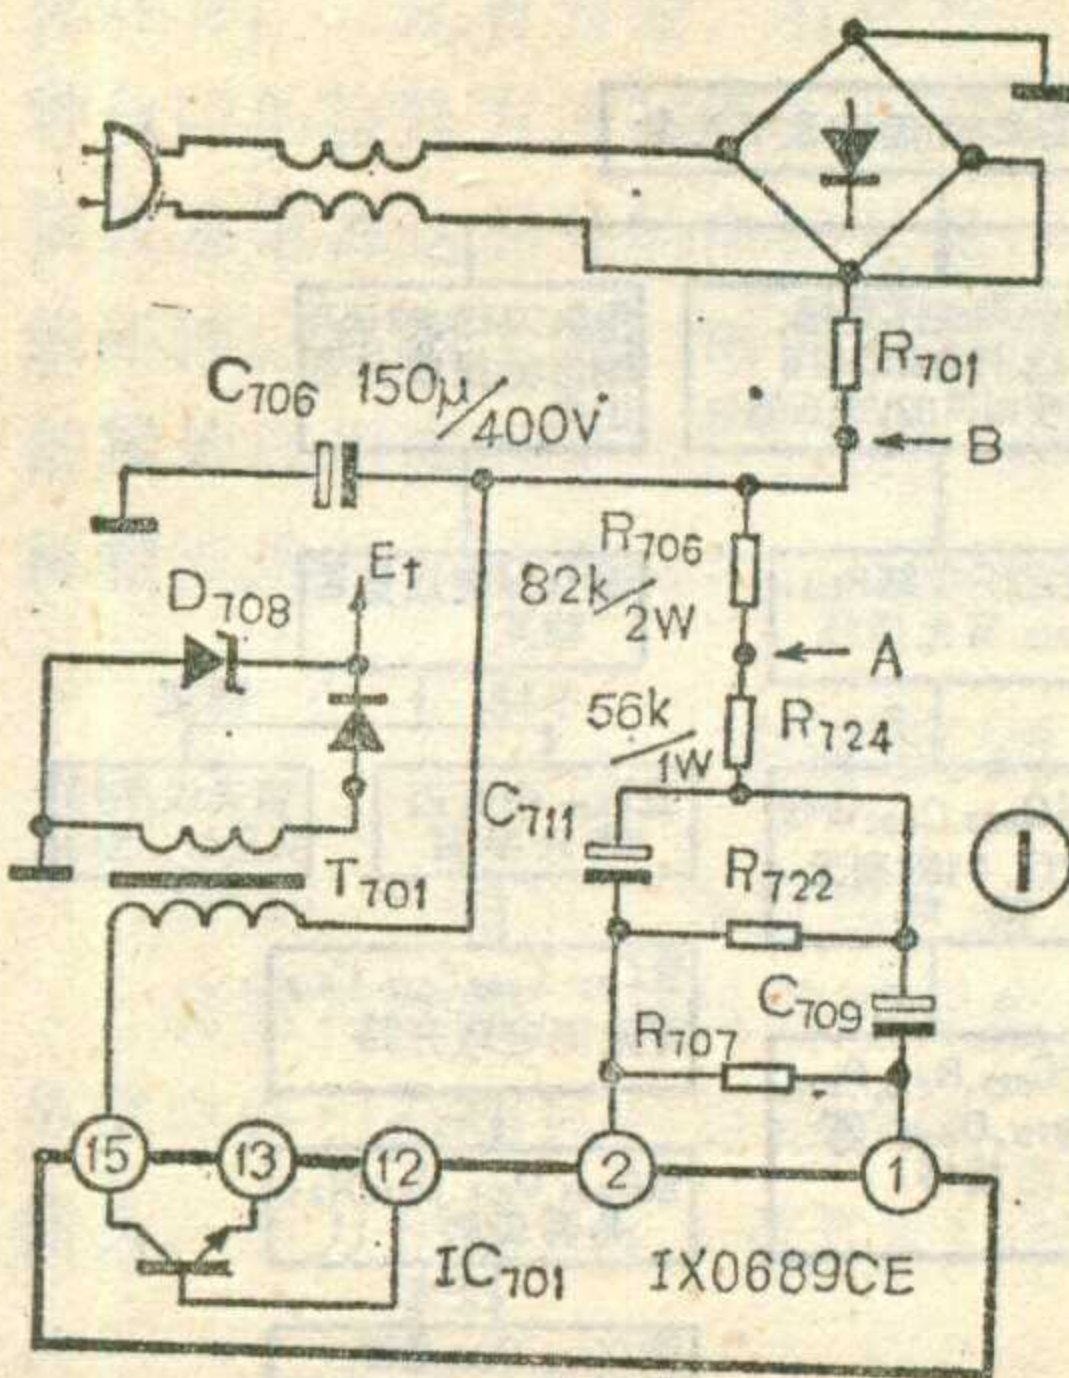 R701
C706 150μ/400V
B
R706
82k/2W
Et
D708
A
56k/1W
R724
C711
T701
R722
I
C709
R707
15 13 12 2 1
IC701 IX0689CE